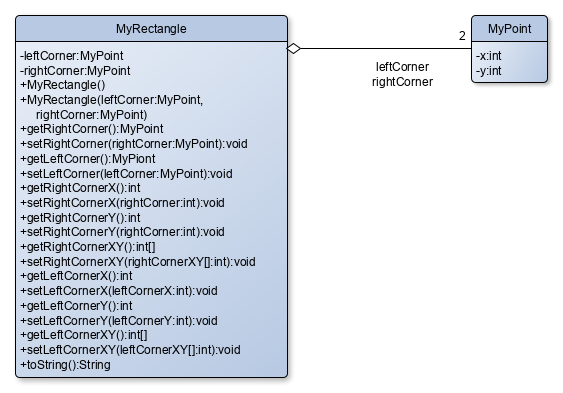 MyRectangle
-leftCorner:MyPoint
-rightCorner:MyPoint
+MyRectangle()
+MyRectangle(leftCorner:MyPoint,
rightCorner:MyPoint)
+getRightCorner():MyPoint
+setRightCorner(rightCorner:MyPoint):void
+getLeftCorner():MyPiont
+setLeftCorner(leftCorner:MyPoint):void
+getRightCornerX():int
+setRightCornerX(rightCorner:int):void
+getRightCornerY():int
+setRightCornerY(rightCorner:int):void
+getRightCornerXY():int[]
+setRightCornerXY(rightCornerXY[]:int):void
+getLeftCornerX():int
+setLeftCornerX(leftCornerX:int):void
+getLeftCornerY():int
+setLeftCornerY(leftCornerY:int):void
+getLeftCornerXY():int[]
+setLeftCornerXY(leftCornerXY[]:int):void
+toString():String
2
leftCorner
rightCorner
MyPoint
-x:int
-y:int